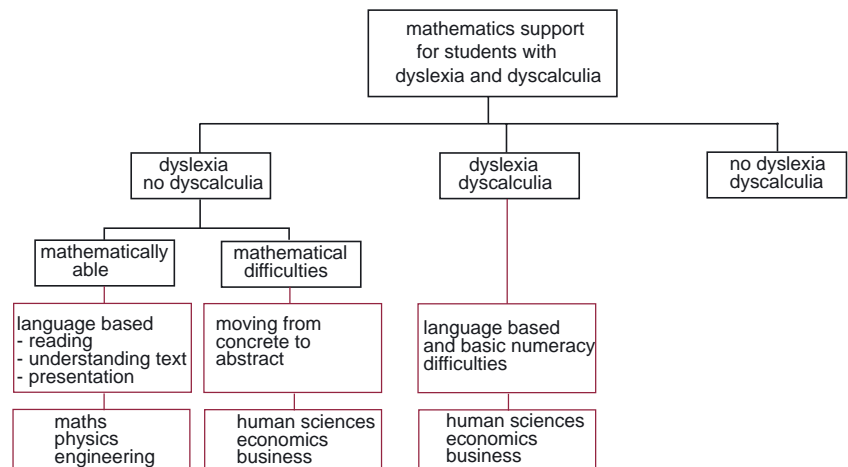 mathematics support
for students with
dyslexia and dyscalculia
dyslexia
no dyscalculia
dyslexia
dyscalculia
no dyslexia
dyscalculia
mathematically
able
mathematical
difficulties
language based
- reading
- understanding text
- presentation
moving from
concrete to
abstract
language based
and basic numeracy
difficulties
maths
physics
engineering
human sciences
economics
business
human sciences
economics
business